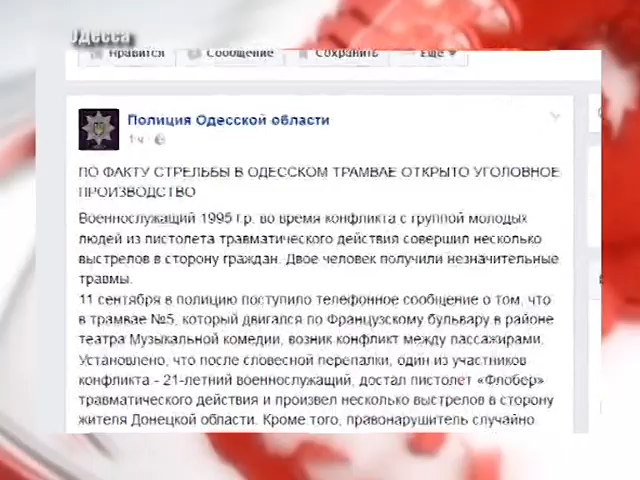 Одесса
Нравится Сообщение Сохранить Ещё
Полиция Одесской области
1 ч ·
ПО ФАКТУ СТРЕЛЬБЫ В ОДЕССКОМ ТРАМВАЕ ОТКРЫТО УГОЛОВНОЕ
ПРОИЗВОДСТВО
Военнослужащий 1995 г.р. во время конфликта с группой молодых
людей из пистолета травматического действия совершил несколько
выстрелов в сторону граждан. Двое человек получили незначительные
травмы.
11 сентября в полицию поступило телефонное сообщение о том, что
в трамвае №5, который двигался по Французскому бульвару в районе
театра Музыкальной комедии, возник конфликт между пассажирами.
Установлено, что после словесной перепалки, один из участников
конфликта - 21-летний военнослужащий, достал пистолет «Флобер»
травматического действия и произвел несколько выстрелов в сторону
жителя Донецкой области. Кроме того, правонарушитель случайно